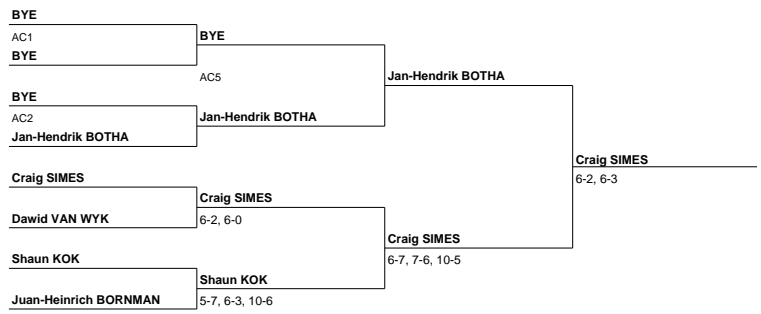 BYE
AC1
BYE
BYE
AC5
BYE
AC2
Jan-Hendrik BOTHA
Jan-Hendrik BOTHA
Jan-Hendrik BOTHA
Craig SIMES
6-2, 6-3
Craig SIMES
Dawid VAN WYK
Craig SIMES
6-2, 6-0
Craig SIMES
6-7, 7-6, 10-5
Shaun KOK
Juan-Heinrich BORNMAN
Shaun KOK
5-7, 6-3, 10-6